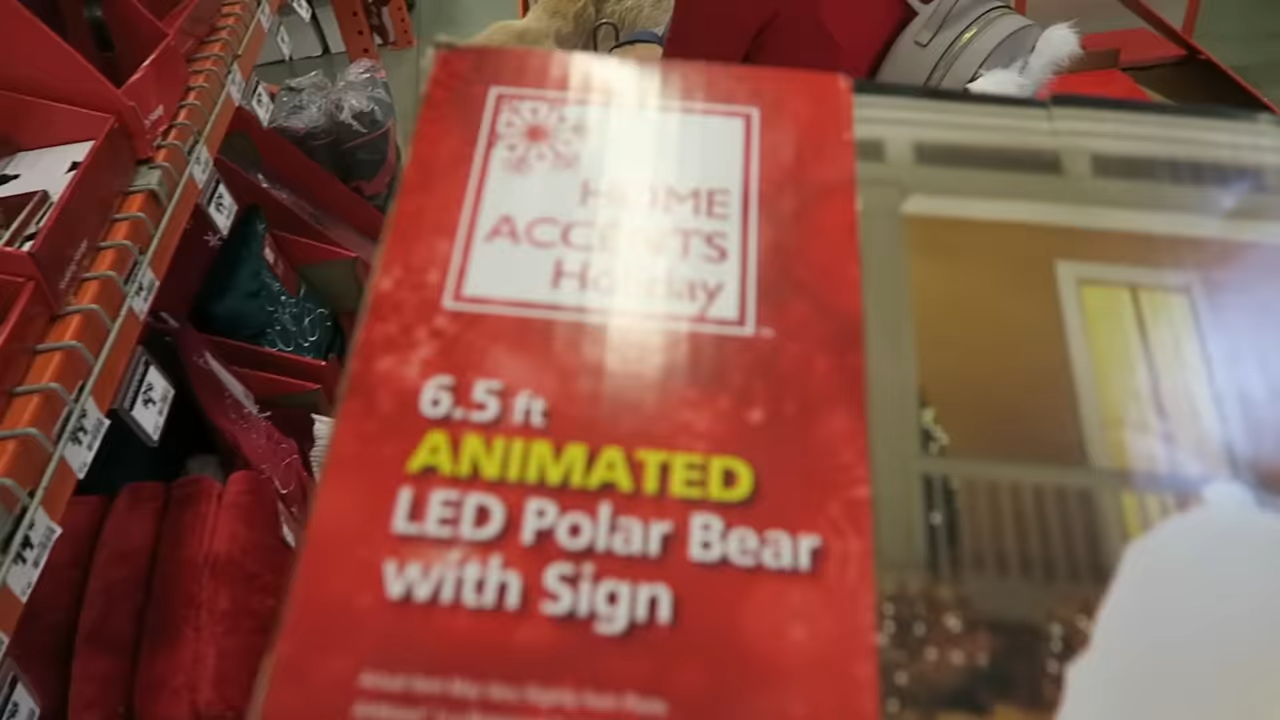 HOME
ACCENTS
Holiday
6.5 ft
ANIMATED
LED Polar Bear
with Sign